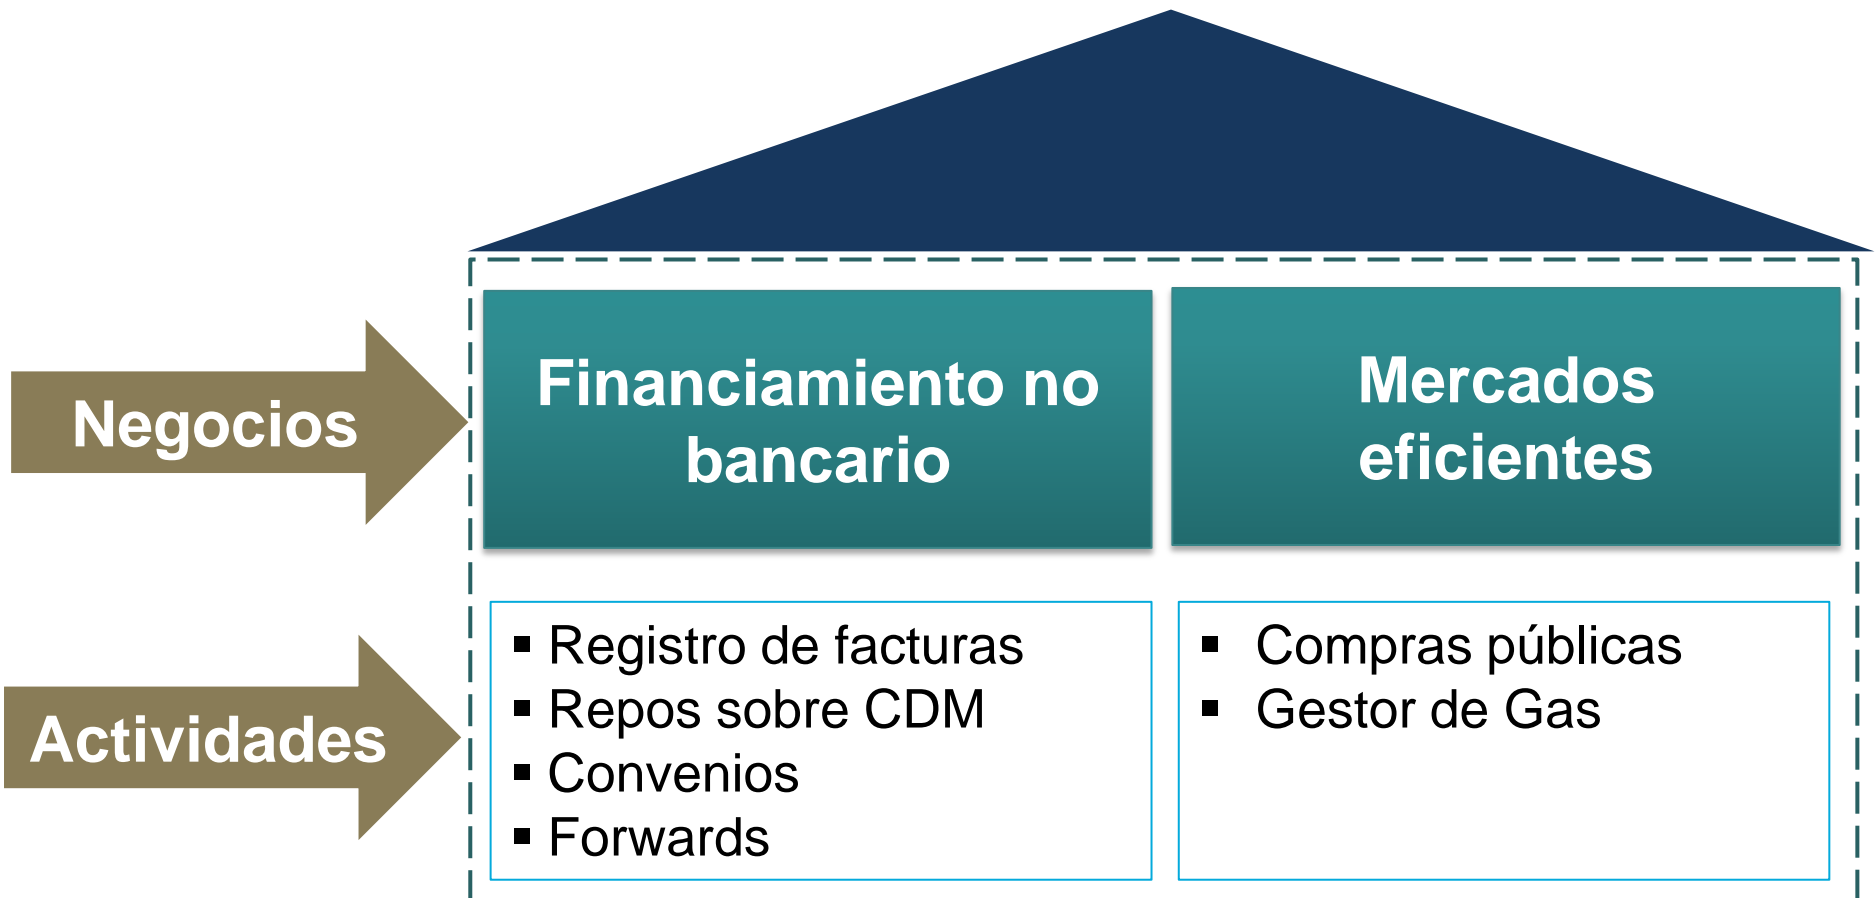 Negocios
Financiamiento no
bancario
Mercados
eficientes
Actividades
▪ Registro de facturas
▪ Repos sobre CDM
▪ Convenios
▪ Forwards
▪ Compras públicas
▪ Gestor de Gas